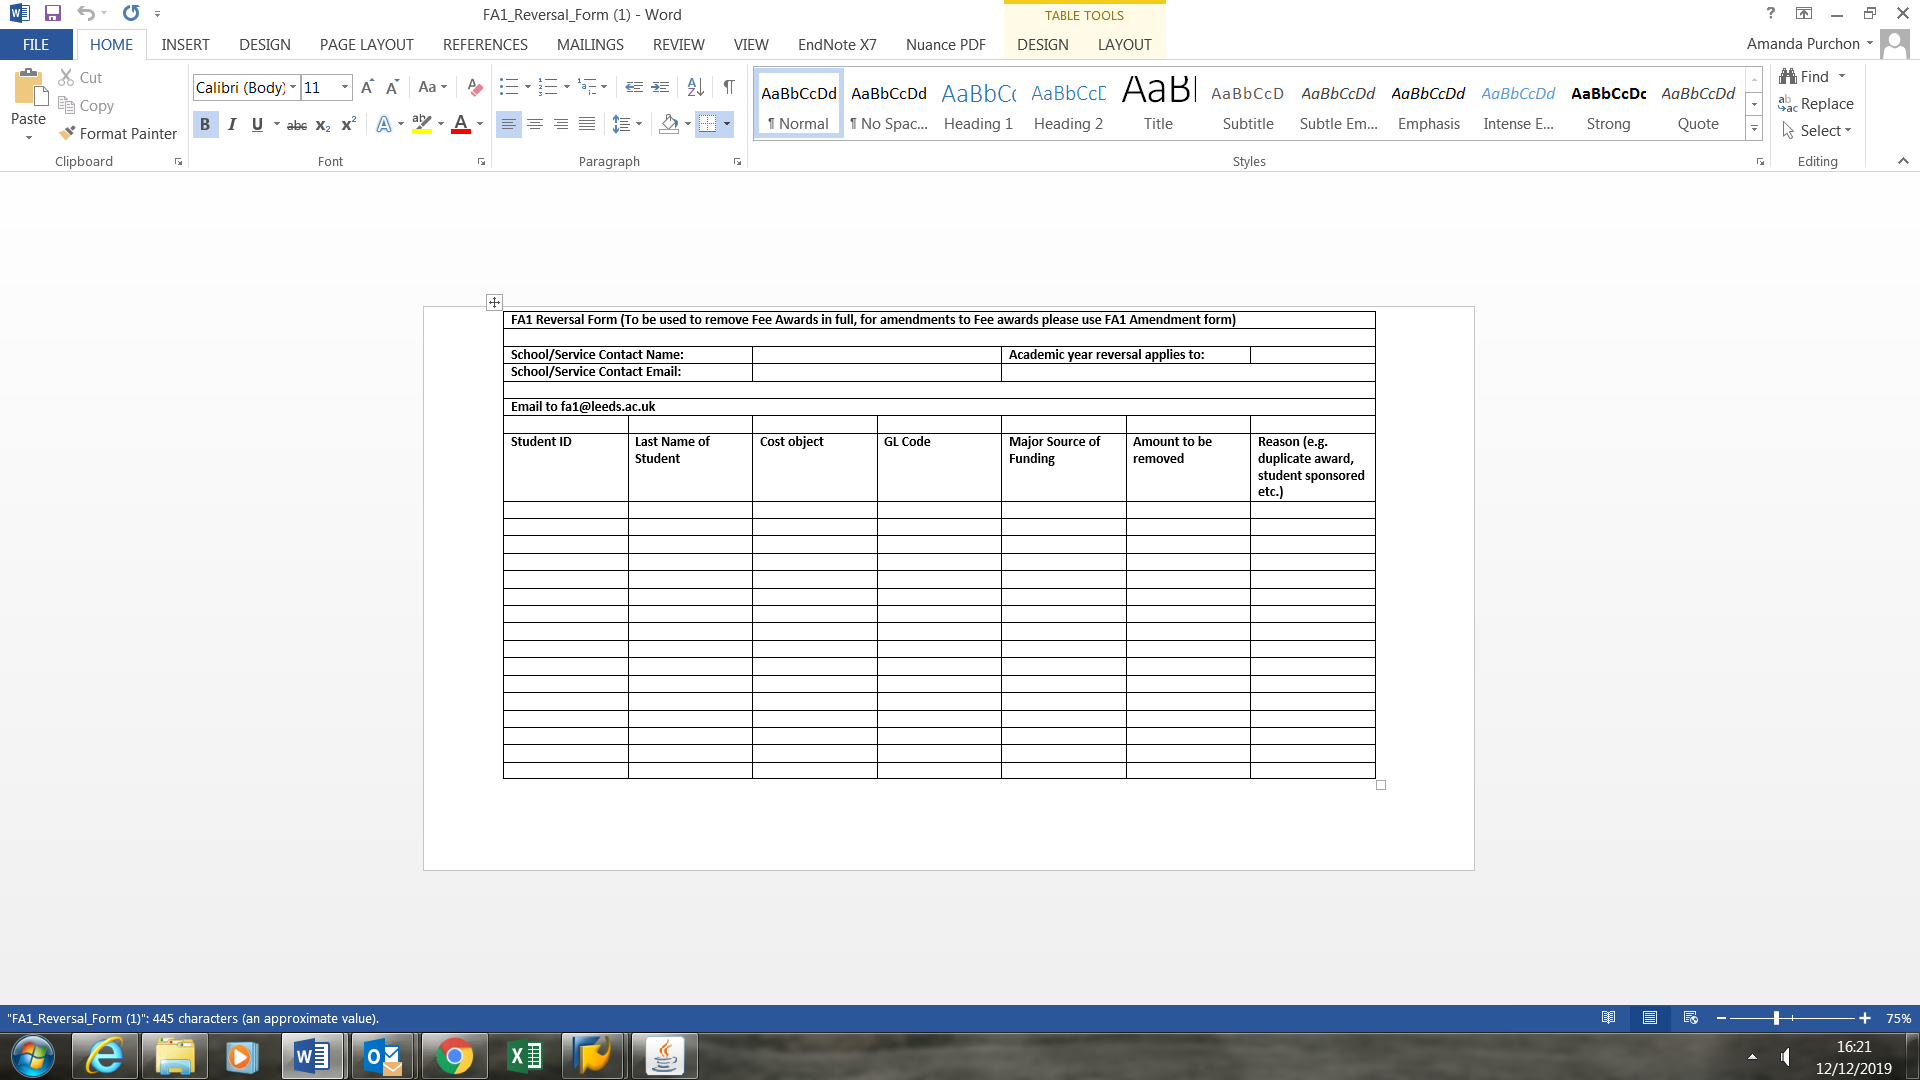 FA1_Reversal_Form (1) - Word
TABLE TOOLS
FILE HOME INSERT DESIGN PAGE LAYOUT REFERENCES MAILINGS REVIEW VIEW EndNote X7 Nuance PDF DESIGN LAYOUT Amanda Purchon
Paste
Cut
Copy
Format Painter
Clipboard
Calibri (Body) 11
Font
Paragraph
AaBbCcDd AaBbCcDd AaBbCc AaBbCcD AaBl AaBbCcD AaBbCcDd AaBbCcDd AaBbCcDd AaBbCcDc AaBbCcDd
¶ Normal ¶ No Spac... Heading 1 Heading 2 Title Subtitle Subtle Em... Emphasis Intense E... Strong Quote
Styles
Find
Replace
Select
Editing
FA1 Reversal Form (To be used to remove Fee Awards in full, for amendments to Fee awards please use FA1 Amendment form)
School/Service Contact Name: Academic year reversal applies to:
School/Service Contact Email:
Email to fa1@leeds.ac.uk
Student ID
Last Name of
Student
Cost object
GL Code
Major Source of
Funding
Amount to be
removed
Reason (e.g.
duplicate award,
student sponsored
etc.)
"FA1_Reversal_Form (1)": 445 characters (an approximate value).
75%
16:21
12/12/2019